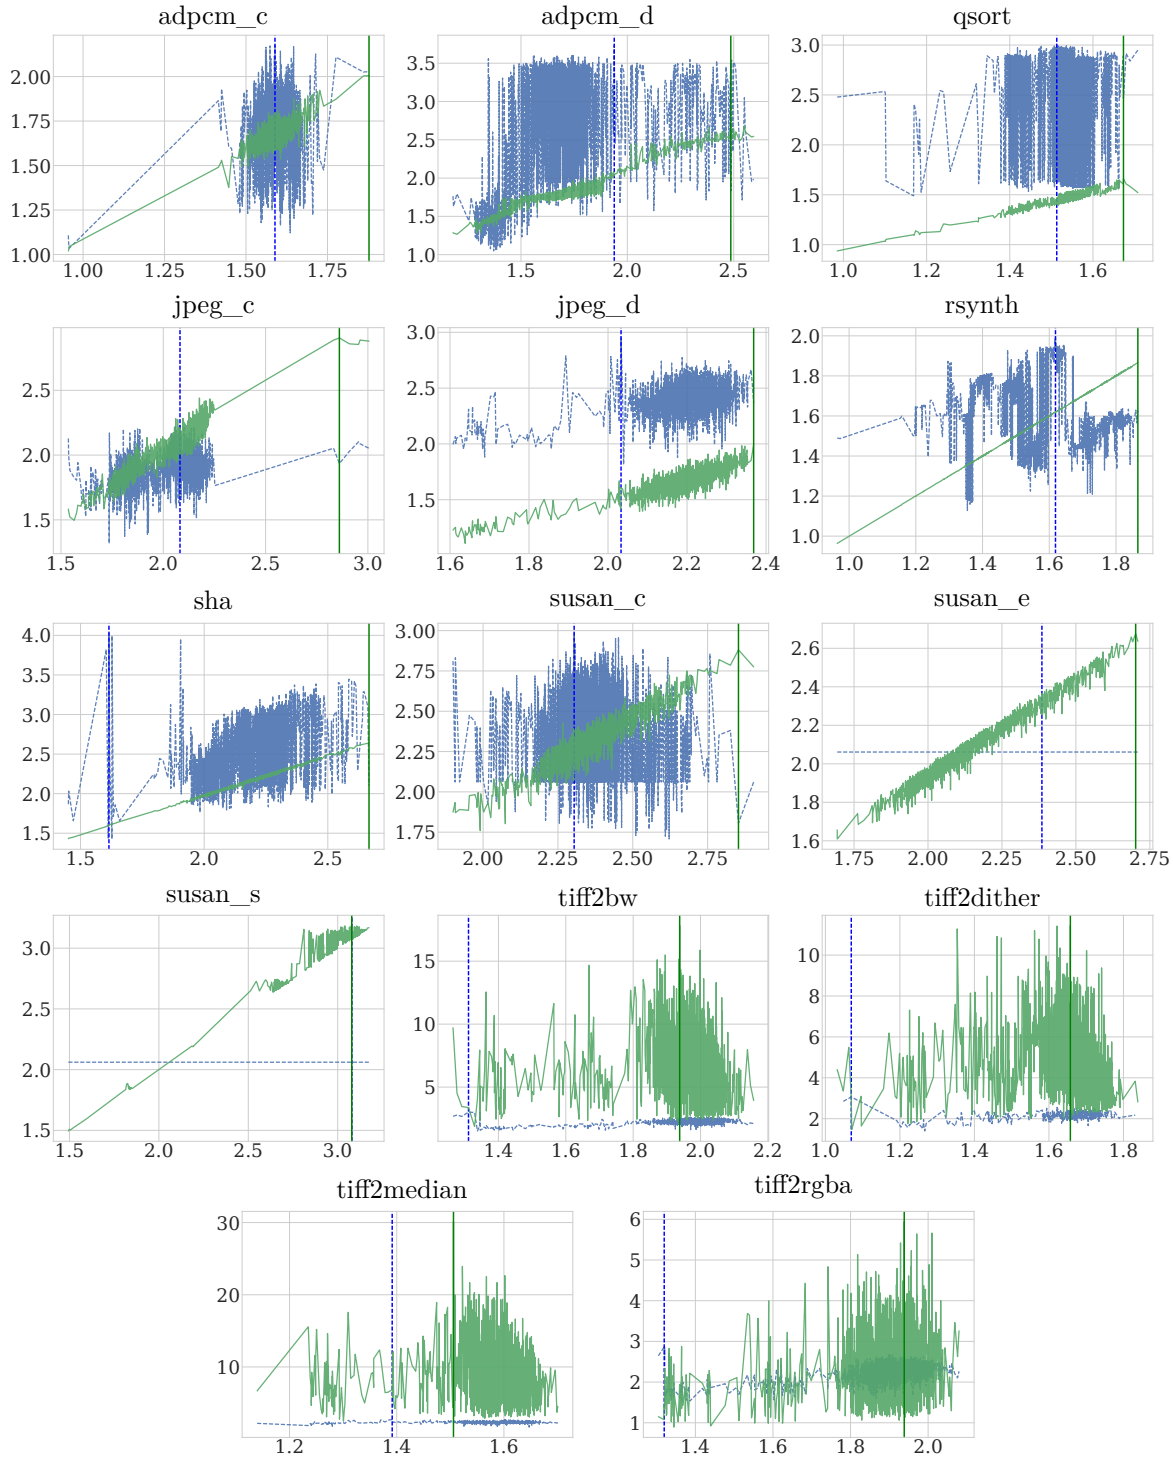 adpcm_c adpcm_d qsort
2.00 3.5 3.0
1.75 3.0 2.5
1.50 2.5 2.0
1.25 2.0 1.5
1.00 1.5 1.0
1.0
1.00 1.25 1.50 1.75 1.5 2.0 2.5 1.0 1.2 1.4 1.6
jpeg_c jpeg_d rsynth
2.5 3.0 2.0
2.0 2.5 1.8
1.5 2.0 1.6
1.5 1.4
1.2
1.0
1.5 2.0 2.5 3.0 1.6 1.8 2.0 2.2 2.4 1.0 1.2 1.4 1.6 1.8
sha susan_c susan_e
4.0 3.00 2.6
3.5 2.75 2.4
3.0 2.50 2.2
2.5 2.25 2.0
2.0 2.00 1.8
1.5 1.75 1.6
1.5 2.0 2.5 2.00 2.25 2.50 2.75 1.75 2.00 2.25 2.50 2.75
susan_s tiff2bw tiff2dither
3.0 15 10
2.5 10 8
2.0 5 6
1.5 4
2
1.5 2.0 2.5 3.0 1.4 1.6 1.8 2.0 2.2 1.0 1.2 1.4 1.6 1.8
tiff2median tiff2rgba
30 6
20 5
10 4
3
2
1
1.2 1.4 1.6 1.4 1.6 1.8 2.0